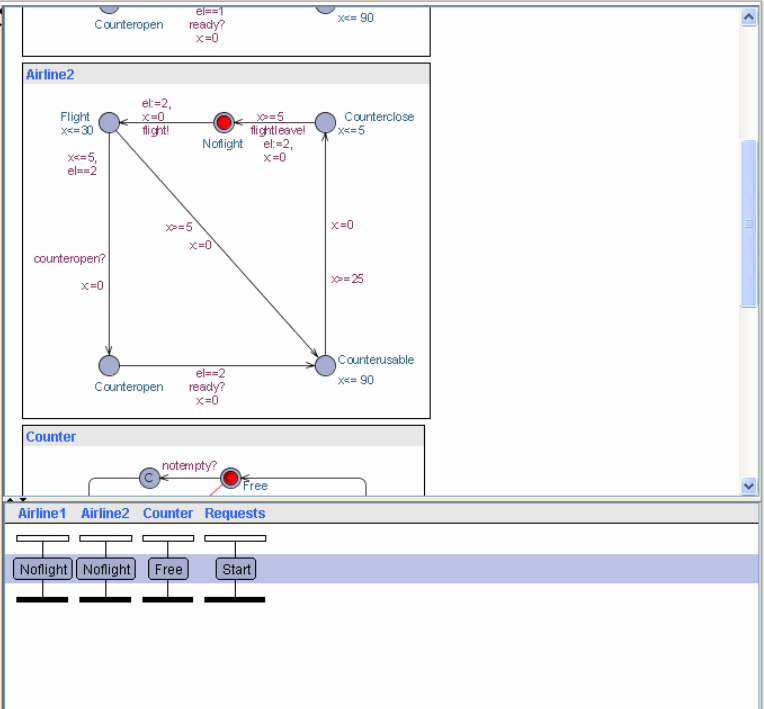 el==1
Counteropen
ready?
x:=0
x<= 90
Airline2
Flight
x<=30
el:=2,
x:=0
flight!
Noflight
x>=5
flightleave!
el:=2,
x:=0
Counterclose
x<=5
x<=5,
el==2
x>=5
x:=0
x:=0
counteropen?
x:=0
x>=25
Counteropen
el==2
ready?
x:=0
Counterusable
x<= 90
Counter
notempty?
C
C
Free
Airline1 Airline2 Counter Requests
Noflight Noflight Free Start